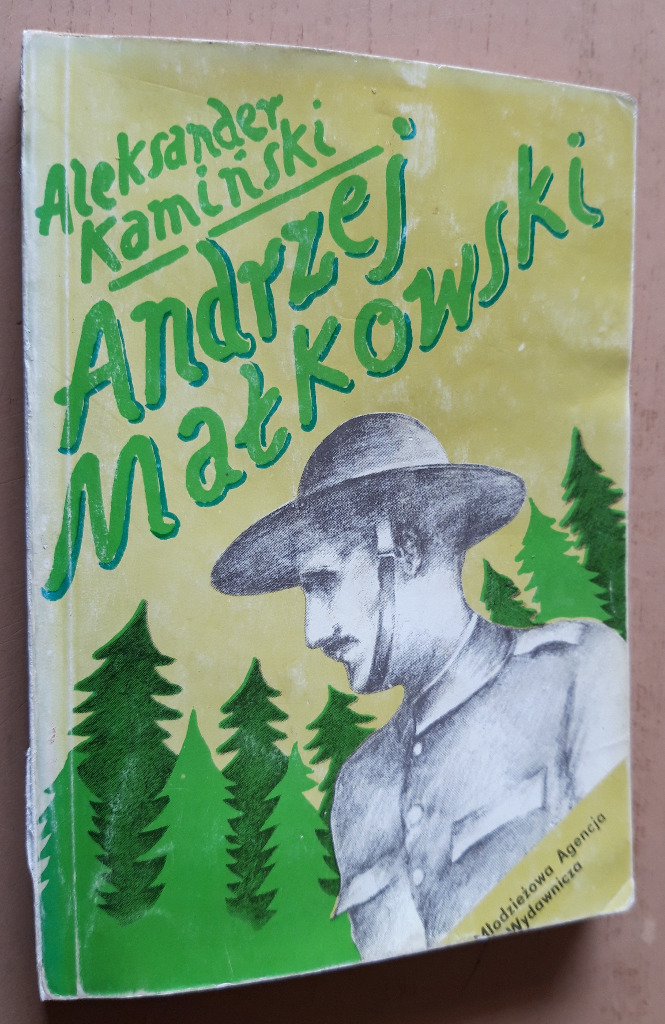 Aleksander
Kamiński
Andrzej
Małkowski
Młodzieżowa Agencja
Wydawnicza